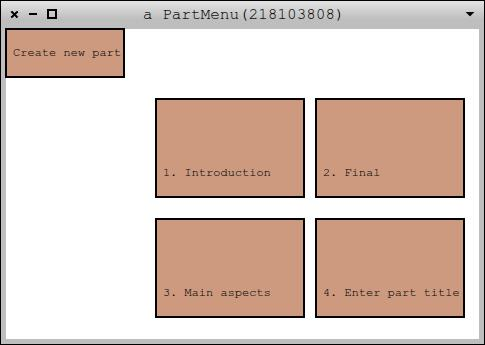 a PartMenu(218103808)
Create new part
1. Introduction
2. Final
3. Main aspects
4. Enter part title